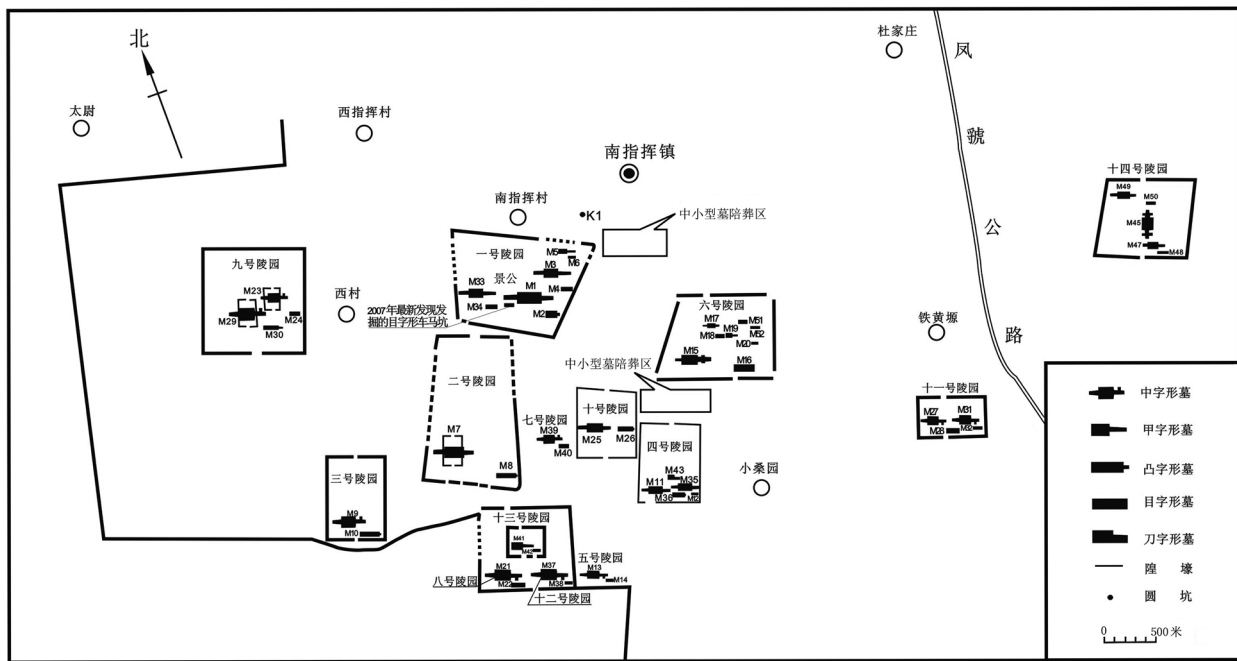 北
太尉
西指挥村
杜家庄
凤
虢
公
路
南指挥镇
南指挥村
K1
中小型墓陪葬区
一号陵园
景公
M5
M6
M3
M33
M1
M4
M34
M2
2007年最新发现发
掘的目字形车马坑
九号陵园
M23
M29
M24
M30
西村
十四号陵园
M49
M50
M45
M47
M48
六号陵园
M17
M51
M19
M52
M18
M20
M15
M16
铁黄塬
二号陵园
M7
M8
中小型墓陪葬区
七号陵园
M39
M40
十号陵园
M25
M26
四号陵园
M43
M11
M35
M36
M12
小桑园
十一号陵园
M27
M31
M28
M32
三号陵园
M9
M10
十三号陵园
M41
M42
M21
M37
M22
M38
八号陵园
十二号陵园
五号陵园
M13
M14
中字形墓
甲字形墓
凸字形墓
目字形墓
刀字形墓
隍壕
圆坑
0 500米